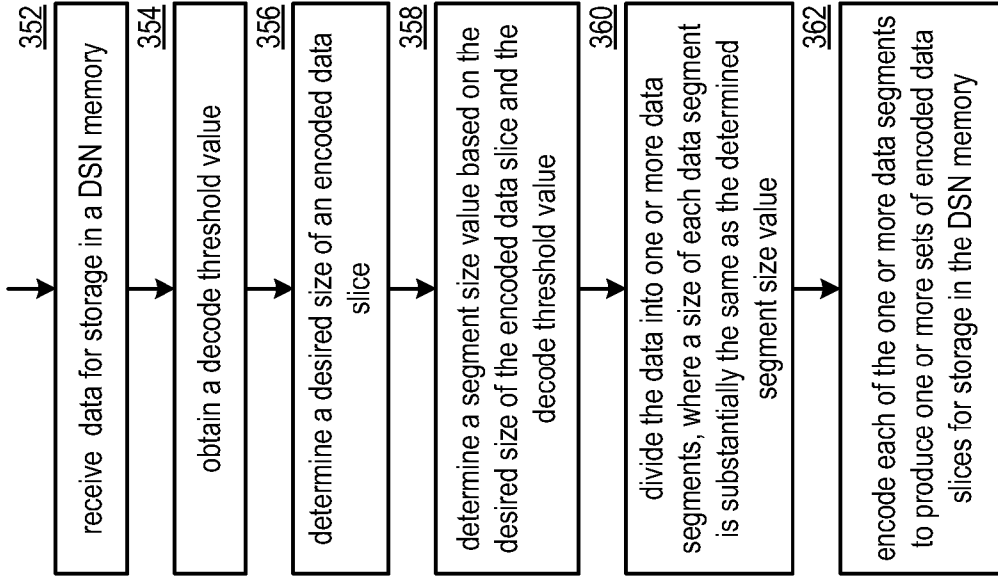 352
receive data for storage in a DSN memory
354
obtain a decode threshold value
356
determine a desired size of an encoded data
slice
358
determine a segment size value based on the
desired size of the encoded data slice and the
decode threshold value
360
divide the data into one or more data
segments, where a size of each data segment
is substantially the same as the determined
segment size value
362
encode each of the one or more data segments
to produce one or more sets of encoded data
slices for storage in the DSN memory